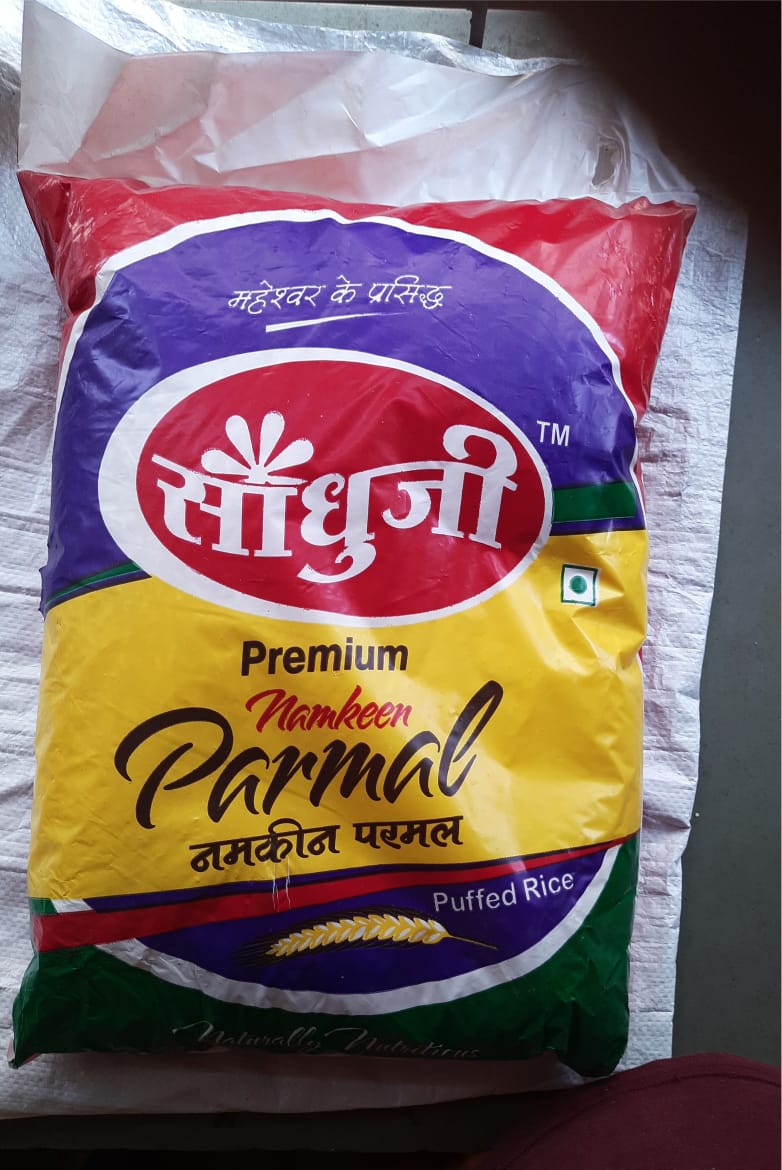 महेश्वर के प्रसिद्ध
साँधुजी
TM
Premium
Namkeen
Parmal
नमकीन परमल
Puffed Rice
Naturally Nutritious